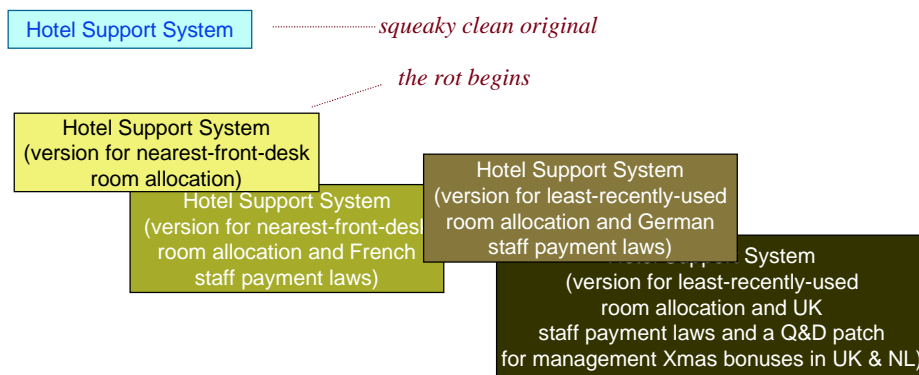 Hotel Support System
squeaky clean original
the rot begins
Hotel Support System
(version for nearest-front-desk
room allocation)
Hotel Support System
(version for nearest-front-desk
room allocation and French
staff payment laws)
Hotel Support System
(version for least-recently-used
room allocation and German
staff payment laws)
Hotel Support System
(version for least-recently-used
room allocation and UK
staff payment laws and a Q&D patch
for management Xmas bonuses in UK & NL)